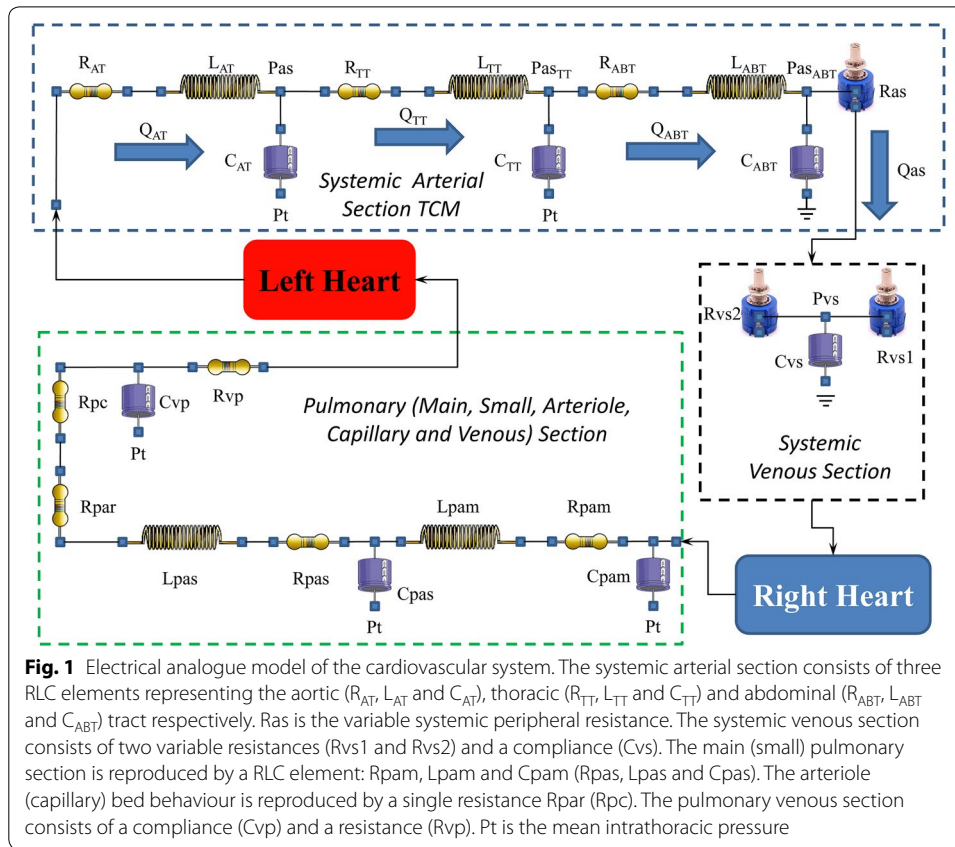 R_AT
L_AT
Pas
R_TT
L_TT
Pas_TT
R_ABT
L_ABT
Pas_ABT
Ras
Q_AT
Q_TT
Q_ABT
Qas
C_AT
C_TT
C_ABT
Systemic Arterial
Section TCM
Pt
Pt
Left Heart
Rvs2
Pvs
Rvs1
Cvs
Systemic
Venous Section
Rpc
Cvp
Rvp
Pt
Pulmonary (Main, Small, Arteriole,
Capillary and Venous) Section
Rpar
Lpas
Rpas
Lpam
Rpam
Cpas
Cpam
Pt
Pt
Right Heart
Fig. 1 Electrical analogue model of the cardiovascular system. The systemic arterial section consists of three
RLC elements representing the aortic (R_AT, L_AT and C_AT), thoracic (R_TT, L_TT and C_TT) and abdominal (R_ABT, L_ABT
and C_ABT) tract respectively. Ras is the variable systemic peripheral resistance. The systemic venous section
consists of two variable resistances (Rvs1 and Rvs2) and a compliance (Cvs). The main (small) pulmonary
section is reproduced by a RLC element: Rpam, Lpam and Cpam (Rpas, Lpas and Cpas). The arteriole
(capillary) bed behaviour is reproduced by a single resistance Rpar (Rpc). The pulmonary venous section
consists of a compliance (Cvp) and a resistance (Rvp). Pt is the mean intrathoracic pressure